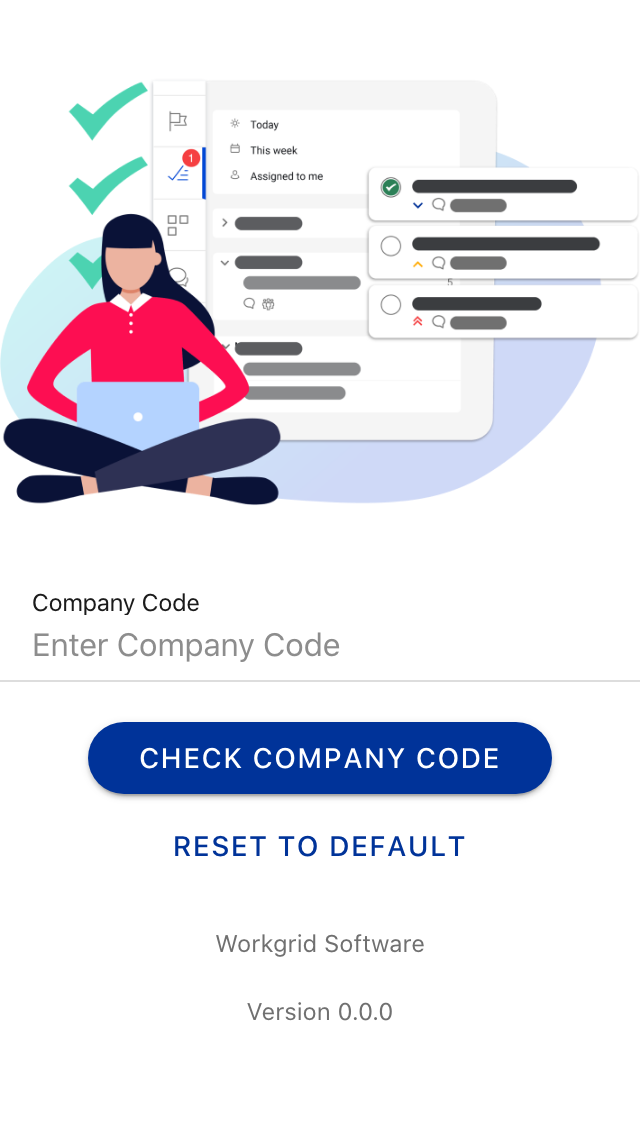 1
Today
This week
Assigned to me
5
Company Code
Enter Company Code
CHECK COMPANY CODE
RESET TO DEFAULT
Workgrid Software
Version 0.0.0